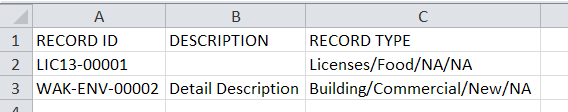 A B C
1 RECORD ID DESCRIPTION RECORD TYPE
2 LIC13-00001 Licenses/Food/NA/NA
3 WAK-ENV-00002 Detail Description Building/Commercial/New/NA